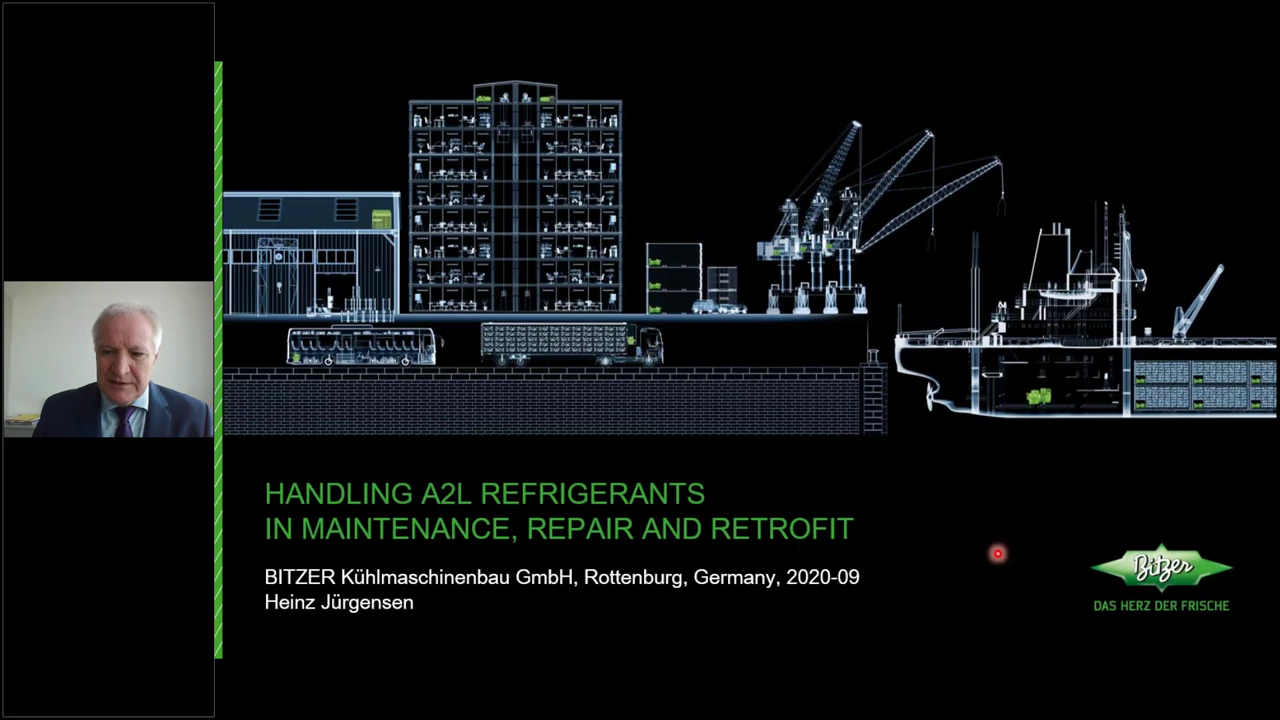 HANDLING A2L REFRIGERANTS
IN MAINTENANCE, REPAIR AND RETROFIT
BITZER Kühlmaschinenbau GmbH, Rottenburg, Germany, 2020-09
Heinz Jürgensen
Bitzer
DAS HERZ DER FRISCHE